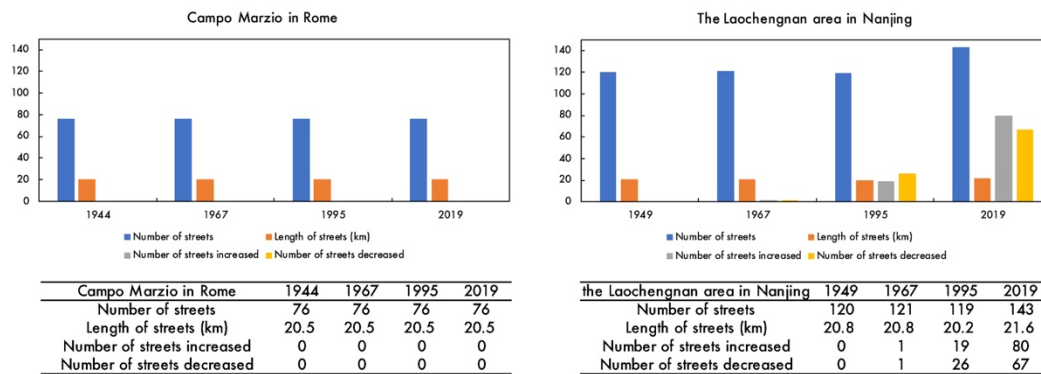 Campo Marzio in Rome
140
120
100
80
60
40
20
0
1944 1967 1995 2019
Number of streets Length of streets (km)
Number of streets increased Number of streets decreased
Campo Marzio in Rome 1944 1967 1995 2019
Number of streets 76 76 76 76
Length of streets (km) 20.5 20.5 20.5 20.5
Number of streets increased 0 0 0 0
Number of streets decreased 0 0 0 0
The Laochengnan area in Nanjing
140
120
100
80
60
40
20
0
1949 1967 1995 2019
Number of streets Length of streets (km)
Number of streets increased Number of streets decreased
the Laochengnan area in Nanjing 1949 1967 1995 2019
Number of streets 120 121 119 143
Length of streets (km) 20.8 20.8 20.2 21.6
Number of streets increased 0 1 19 80
Number of streets decreased 0 1 26 67